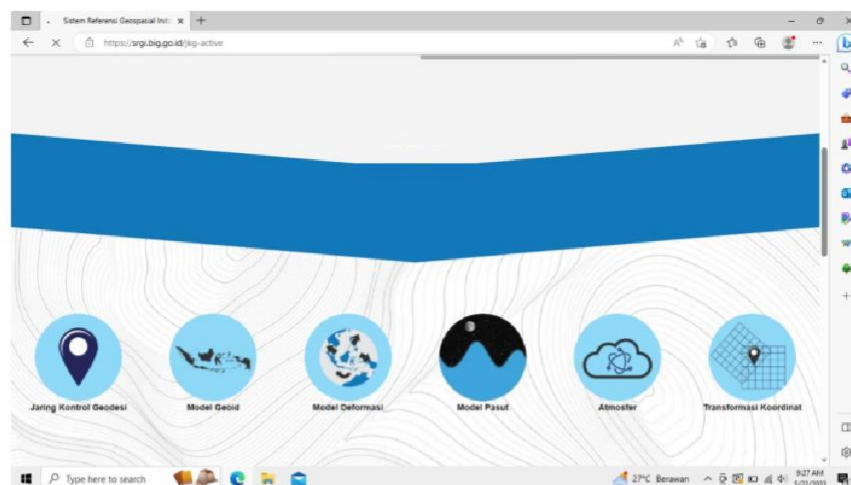 Sistem Referensi Geospasial Indo
https://srgi.big.go.id/jkg-active
Jaring Kontrol Geodesi
Model Geoid
Model Deformasi
Model Pasut
Atmosfer
Transformasi Koordinat
Type here to search
27°C Berawan
9:27 AM